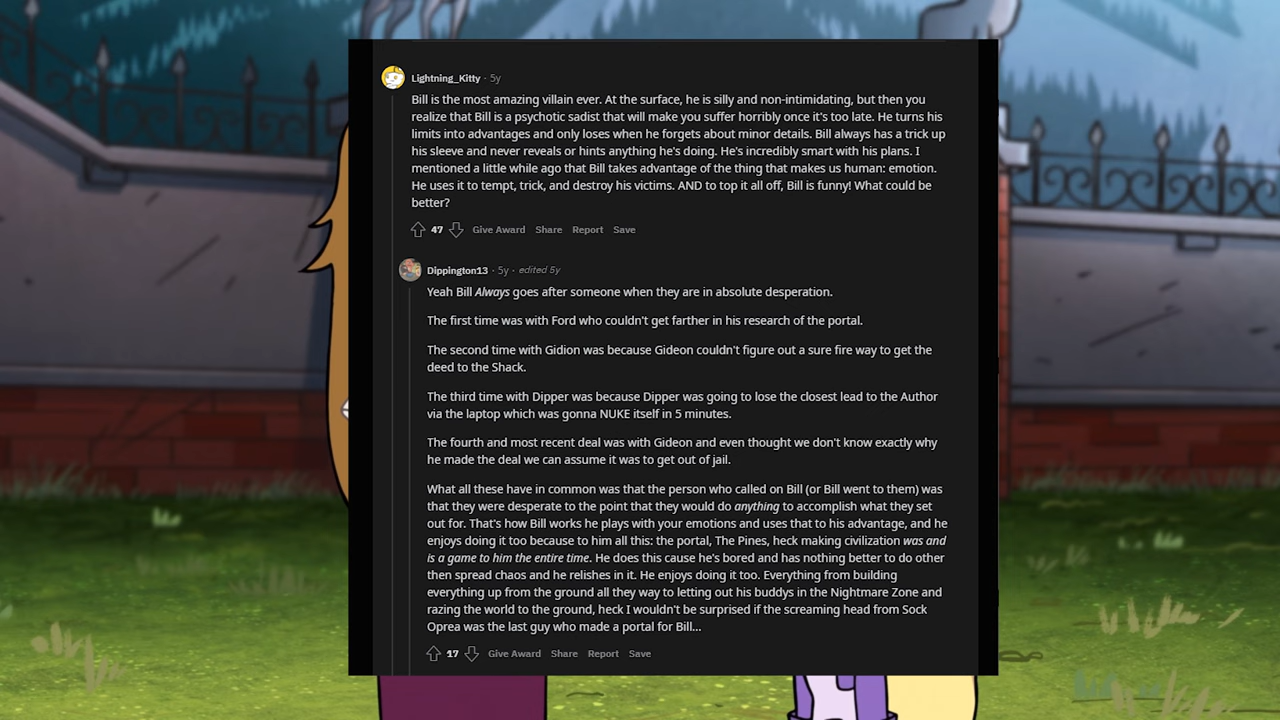 Lightning_Kitty · 5y
Bill is the most amazing villain ever. At the surface, he is silly and non-intimidating, but then you
realize that Bill is a psychotic sadist that will make you suffer horribly once it's too late. He turns his
limits into advantages and only loses when he forgets about minor details. Bill always has a trick up
his sleeve and never reveals or hints anything he's doing. He's incredibly smart with his plans. I
mentioned a little while ago that Bill takes advantage of the thing that makes us human: emotion.
He uses it to tempt, trick, and destroy his victims. AND to top it all off, Bill is funny! What could be
better?
47 Give Award Share Report Save
Dippington13 · 5y · edited 5y
Yeah Bill Always goes after someone when they are in absolute desperation.
The first time was with Ford who couldn't get farther in his research of the portal.
The second time with Gidion was because Gideon couldn't figure out a sure fire way to get the
deed to the Shack.
The third time with Dipper was because Dipper was going to lose the closest lead to the Author
via the laptop which was gonna NUKE itself in 5 minutes.
The fourth and most recent deal was with Gideon and even thought we don't know exactly why
he made the deal we can assume it was to get out of jail.
What all these have in common was that the person who called on Bill (or Bill went to them) was
that they were desperate to the point that they would do anything to accomplish what they set
out for. That's how Bill works he plays with your emotions and uses that to his advantage, and he
enjoys doing it too because to him all this: the portal, The Pines, heck making civilization was and
is a game to him the entire time. He does this cause he's bored and has nothing better to do other
then spread chaos and he relishes in it. He enjoys doing it too. Everything from building
everything up from the ground all they way to letting out his buddys in the Nightmare Zone and
razing the world to the ground, heck I wouldn't be surprised if the screaming head from Sock
Oprea was the last guy who made a portal for Bill...
17 Give Award Share Report Save